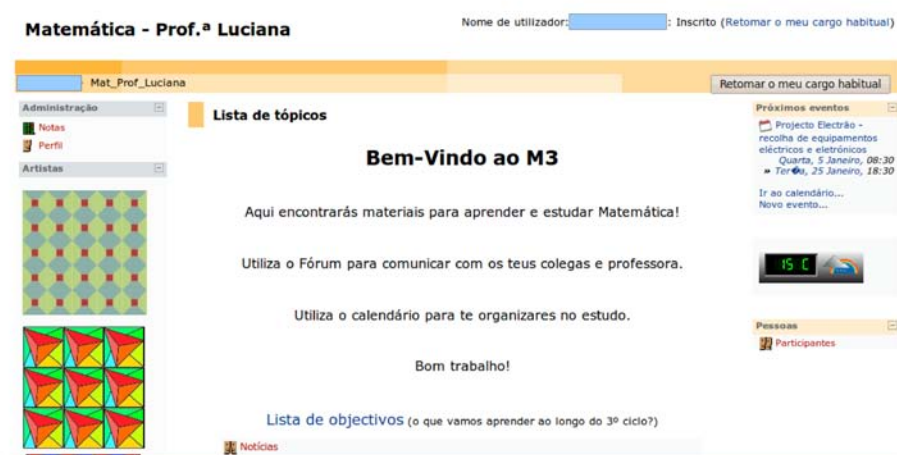 Matemática - Prof.ª Luciana
Nome de utilizador: : Inscrito (Retomar o meu cargo habitual)
Mat_Prof_Luciana
Retomar o meu cargo habitual
Administração
Notas
Perfil
Artistas
Lista de tópicos
Bem-Vindo ao M3
Aqui encontrarás materiais para aprender e estudar Matemática!
Utiliza o Fórum para comunicar com os teus colegas e professora.
Utiliza o calendário para te organizares no estudo.
Bom trabalho!
Lista de objectivos (o que vamos aprender ao longo do 3º ciclo?)
Notícias
Próximos eventos
Projecto Electrão -
recolha de equipamentos
eléctricos e eletrónicos
Quarta, 5 Janeiro, 08:30
» Ter�a, 25 Janeiro, 18:30
Ir ao calendário...
Novo evento...
15 C
Pessoas
Participantes